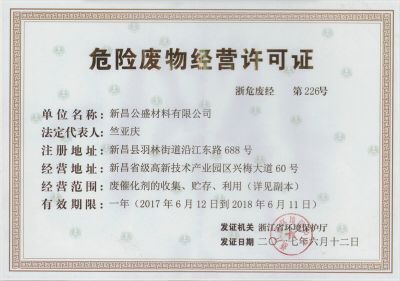 危险废物经营许可证
浙危废经 第226号
单位名称：新昌公盛材料有限公司
法定代表人：竺亚庆
注册地址：新昌县羽林街道沿江东路688号
经营地址：新昌省级高新技术产业园区兴梅大道60号
经营范围：废催化剂的收集、贮存、利用（详见副本）
有效期限：一年（2017年6月12日到2018年6月11日）
发证机关 浙江省环境保护厅
发证日期 二〇一七年六月十二日